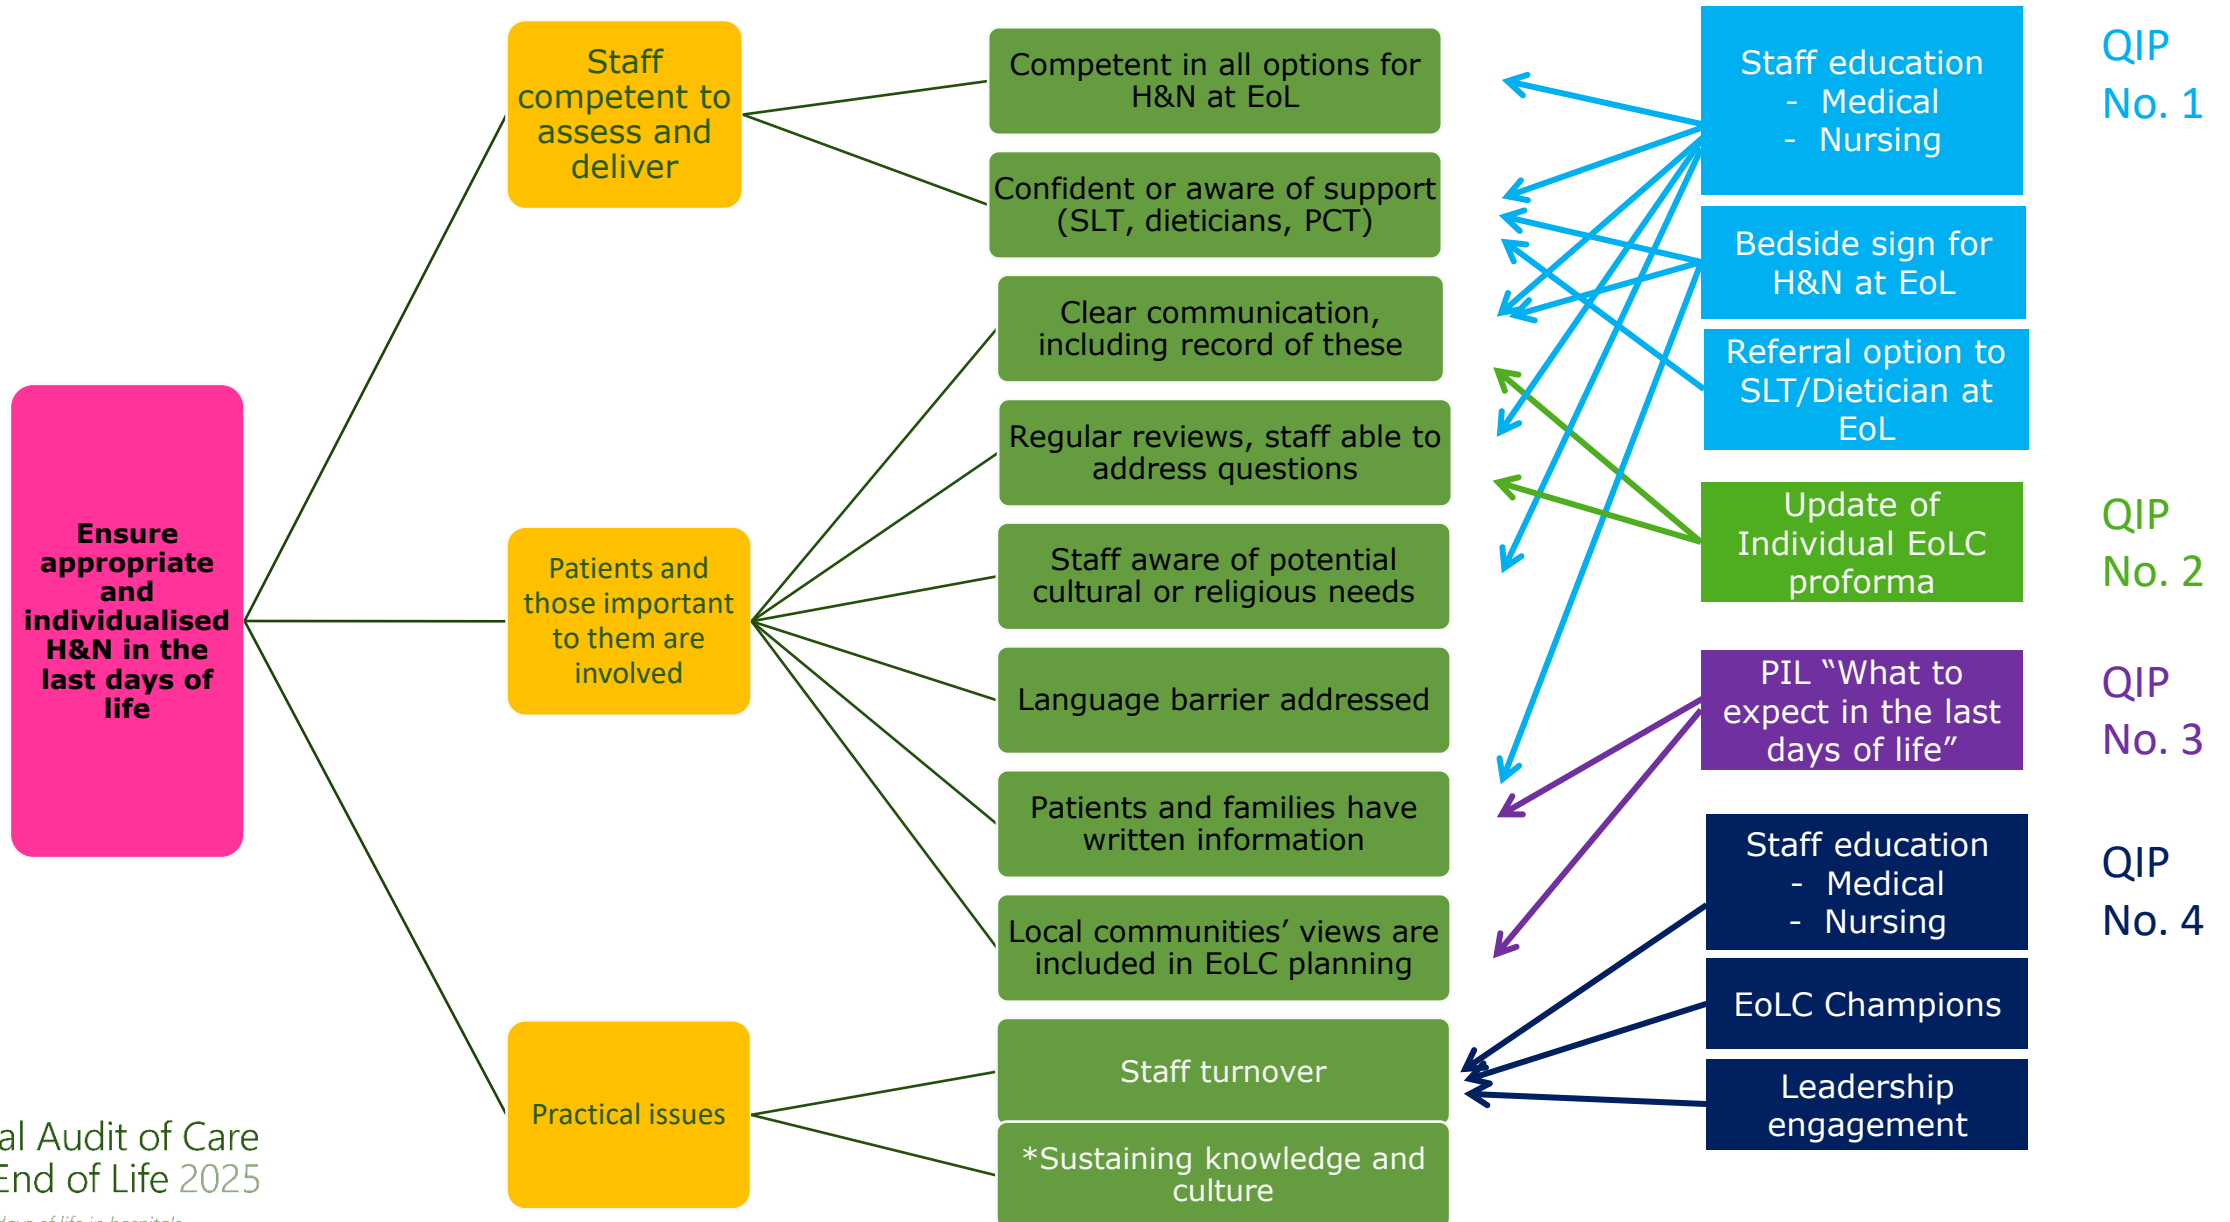 Ensure
appropriate
and
individualised
H&N in the
last days of
life
Staff
competent to
assess and
deliver
Patients and
those important
to them are
involved
Practical issues
Competent in all options for
H&N at EoL
Confident or aware of support
(SLT, dieticians, PCT)
Clear communication,
including record of these
Regular reviews, staff able to
address questions
Staff aware of potential
cultural or religious needs
Language barrier addressed
Patients and families have
written information
Local communities’ views are
included in EoLC planning
Staff turnover
*Sustaining knowledge and
culture
Staff education
- Medical
- Nursing
Bedside sign for
H&N at EoL
Referral option to
SLT/Dietician at
EoL
Update of
Individual EoLC
proforma
PIL “What to
expect in the last
days of life”
Staff education
- Medical
- Nursing
EoLC Champions
Leadership
engagement
QIP
No. 1
QIP
No. 2
QIP
No. 3
QIP
No. 4
al Audit of Care
End of Life 2025